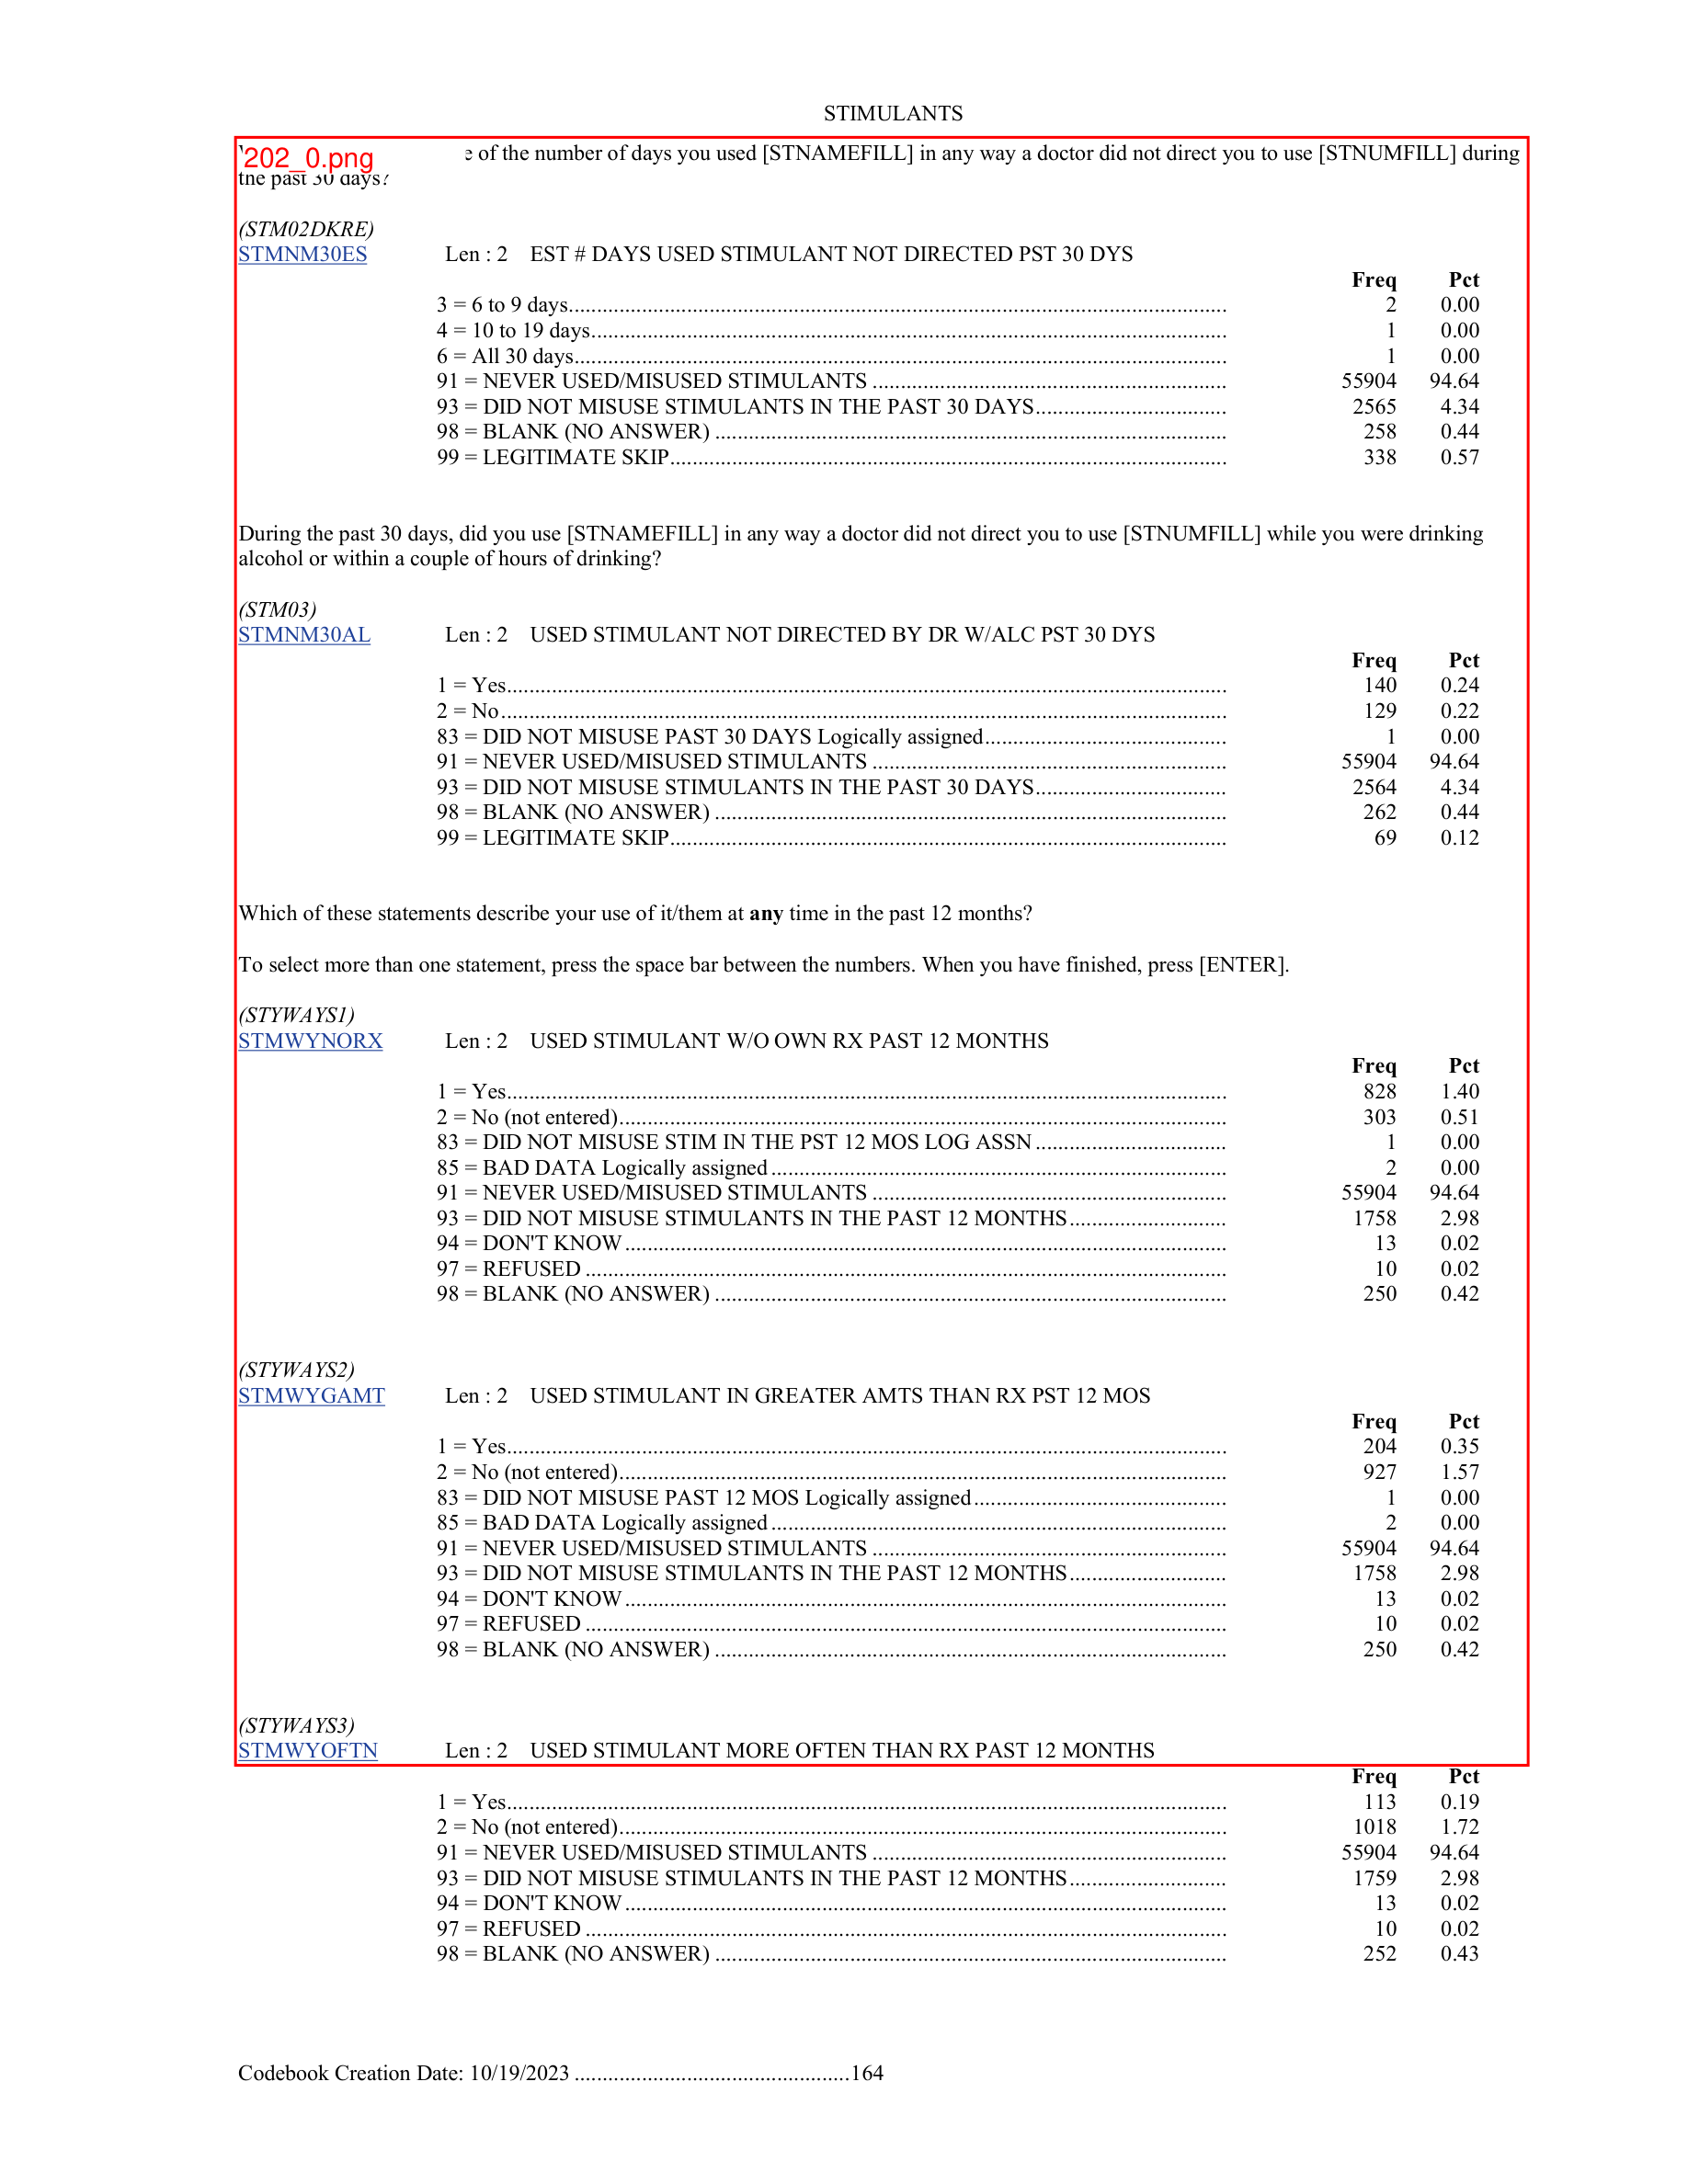 STIMULANTS
202_0.png
of the number of days you used [STNAMEFILL] in any way a doctor did not direct you to use [STNUMFILL] during
the past 30 days?
(STM02DKRE)
STMNM30ES Len : 2 EST # DAYS USED STIMULANT NOT DIRECTED PST 30 DYS
Freq Pct
3 = 6 to 9 days 2 0.00
4 = 10 to 19 days 1 0.00
6 = All 30 days 1 0.00
91 = NEVER USED/MISUSED STIMULANTS 55904 94.64
93 = DID NOT MISUSE STIMULANTS IN THE PAST 30 DAYS 2565 4.34
98 = BLANK (NO ANSWER) 258 0.44
99 = LEGITIMATE SKIP 338 0.57
During the past 30 days, did you use [STNAMEFILL] in any way a doctor did not direct you to use [STNUMFILL] while you were drinking
alcohol or within a couple of hours of drinking?
(STM03)
STMNM30AL Len : 2 USED STIMULANT NOT DIRECTED BY DR W/ALC PST 30 DYS
Freq Pct
1 = Yes 140 0.24
2 = No 129 0.22
83 = DID NOT MISUSE PAST 30 DAYS Logically assigned 1 0.00
91 = NEVER USED/MISUSED STIMULANTS 55904 94.64
93 = DID NOT MISUSE STIMULANTS IN THE PAST 30 DAYS 2564 4.34
98 = BLANK (NO ANSWER) 262 0.44
99 = LEGITIMATE SKIP 69 0.12
Which of these statements describe your use of it/them at any time in the past 12 months?
To select more than one statement, press the space bar between the numbers. When you have finished, press [ENTER].
(STYWAYS1)
STMWYNORX Len : 2 USED STIMULANT W/O OWN RX PAST 12 MONTHS
Freq Pct
1 = Yes 828 1.40
2 = No (not entered) 303 0.51
83 = DID NOT MISUSE STIM IN THE PST 12 MOS LOG ASSN 1 0.00
85 = BAD DATA Logically assigned 2 0.00
91 = NEVER USED/MISUSED STIMULANTS 55904 94.64
93 = DID NOT MISUSE STIMULANTS IN THE PAST 12 MONTHS 1758 2.98
94 = DON'T KNOW 13 0.02
97 = REFUSED 10 0.02
98 = BLANK (NO ANSWER) 250 0.42
(STYWAYS2)
STMWYGAMT Len : 2 USED STIMULANT IN GREATER AMTS THAN RX PST 12 MOS
Freq Pct
1 = Yes 204 0.35
2 = No (not entered) 927 1.57
83 = DID NOT MISUSE PAST 12 MOS Logically assigned 1 0.00
85 = BAD DATA Logically assigned 2 0.00
91 = NEVER USED/MISUSED STIMULANTS 55904 94.64
93 = DID NOT MISUSE STIMULANTS IN THE PAST 12 MONTHS 1758 2.98
94 = DON'T KNOW 13 0.02
97 = REFUSED 10 0.02
98 = BLANK (NO ANSWER) 250 0.42
(STYWAYS3)
STMWYOFTN Len : 2 USED STIMULANT MORE OFTEN THAN RX PAST 12 MONTHS
Freq Pct
1 = Yes 113 0.19
2 = No (not entered) 1018 1.72
91 = NEVER USED/MISUSED STIMULANTS 55904 94.64
93 = DID NOT MISUSE STIMULANTS IN THE PAST 12 MONTHS 1759 2.98
94 = DON'T KNOW 13 0.02
97 = REFUSED 10 0.02
98 = BLANK (NO ANSWER) 252 0.43
Codebook Creation Date: 10/19/2023 164